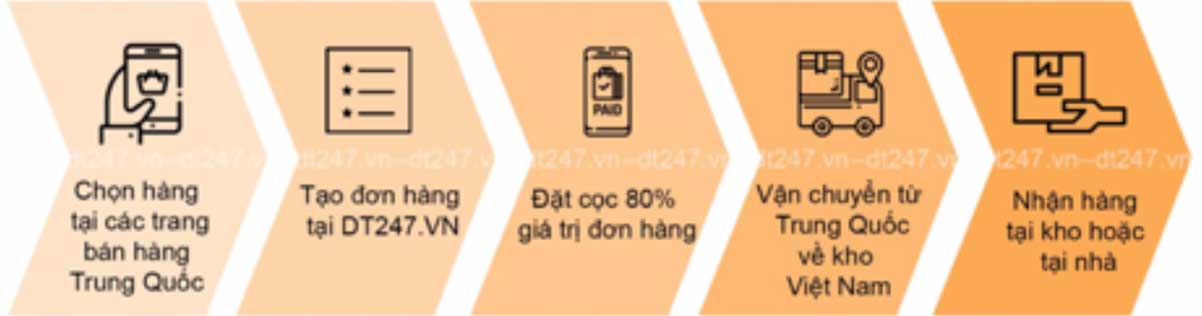 PAID
dt247.vn--dt247.vn--dt247.vn dt247.vn--dt247.vn
Chọn hàng
tại các trang
bán hàng
Trung Quốc
Tạo đơn hàng
tại DT247.VN
Đặt cọc 80%
giá trị đơn hàng
Vận chuyển từ
Trung Quốc
về kho
Việt Nam
Nhận hàng
tại kho hoặc
tại nhà